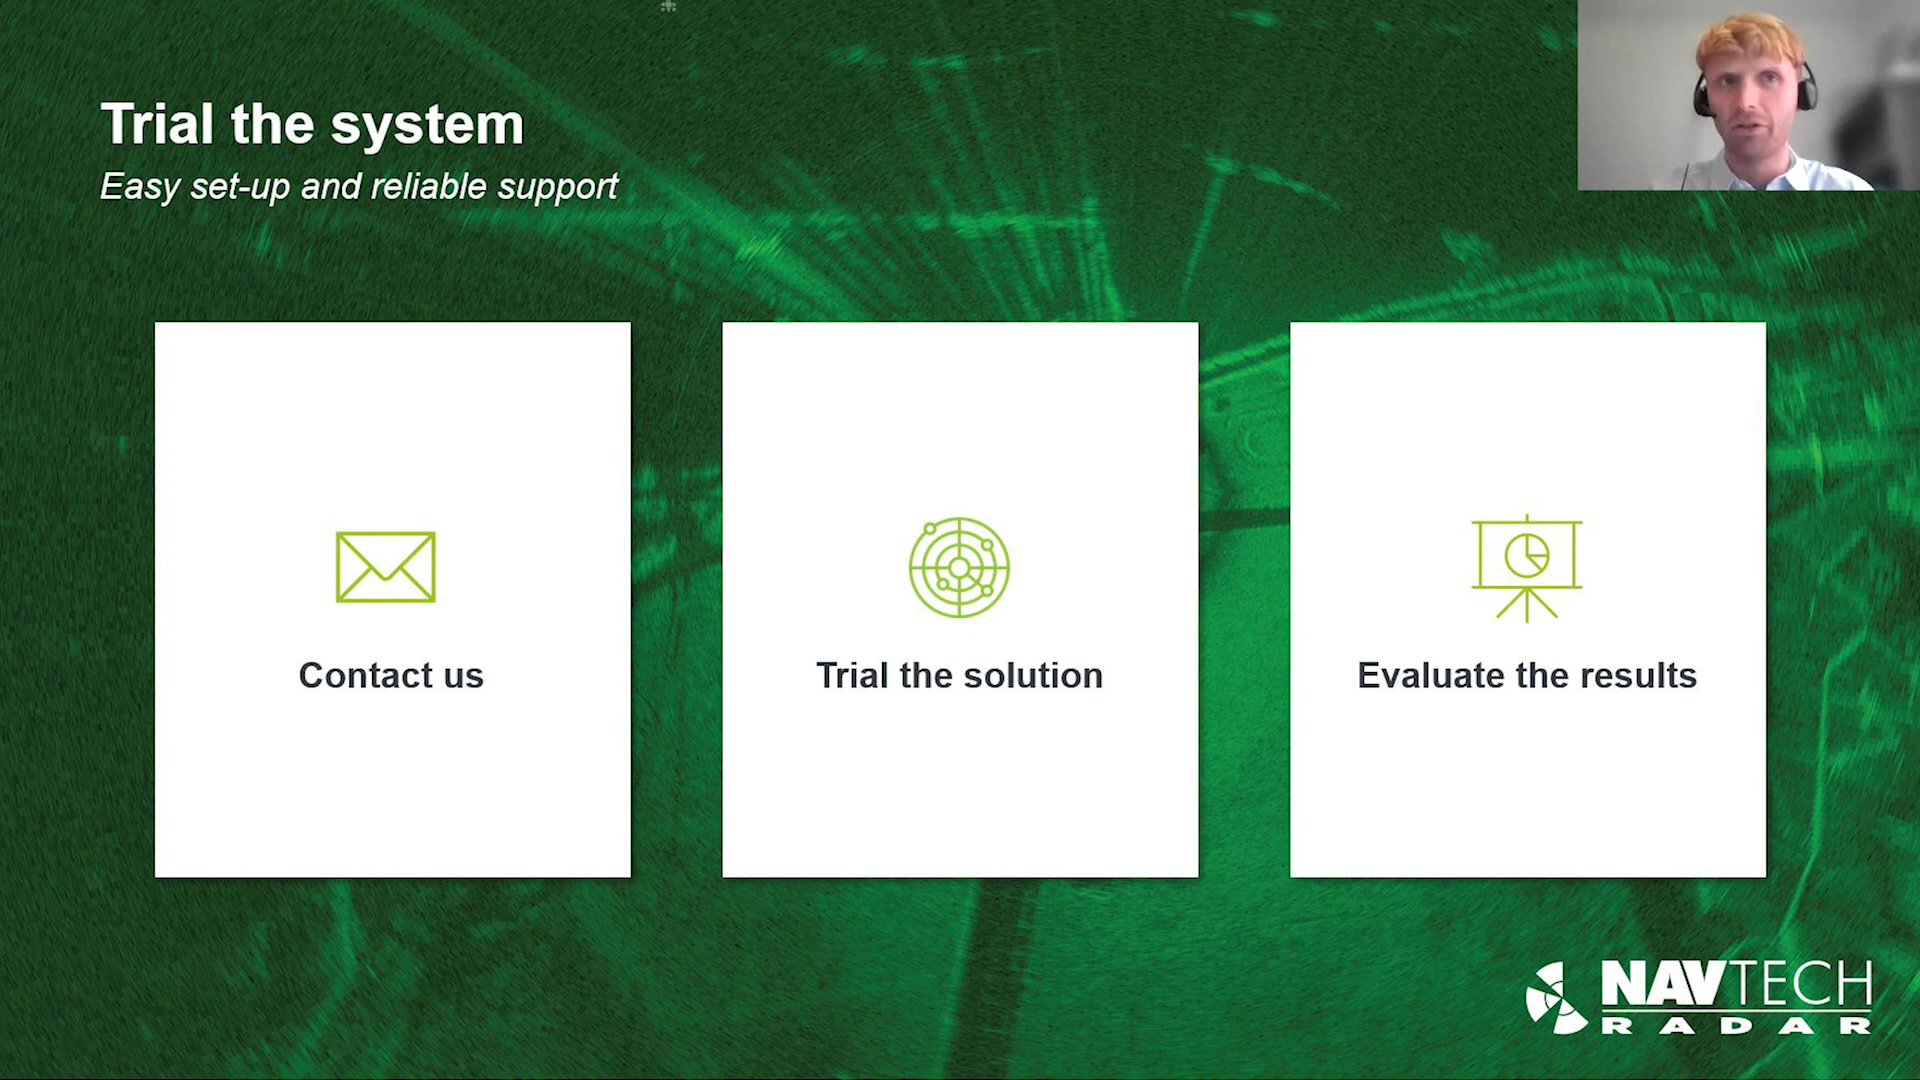 Trial the system
Easy set-up and reliable support
Contact us
Trial the solution
Evaluate the results
NAVTECH
RADAR